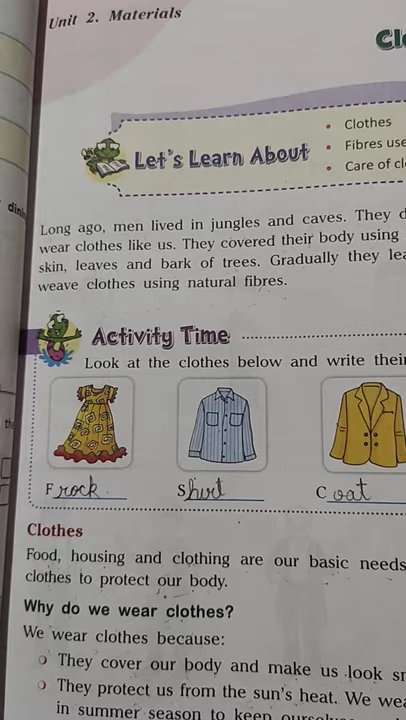 Unit 2. Materials
Let's Learn About
• Clothes
• Fibres use
• Care of cl
Long ago, men lived in jungles and caves. They d
wear clothes like us. They covered their body using
skin, leaves and bark of trees. Gradually they lea
weave clothes using natural fibres.
Activity Time
Look at the clothes below and write their
Frock Shirt Coat
Clothes
Food, housing and clothing are our basic needs
clothes to protect our body.
Why do we wear clothes?
We wear clothes because:
They cover our body and make us look sm
They protect us from the sun's heat. We wea
in summer season to keep ourselves